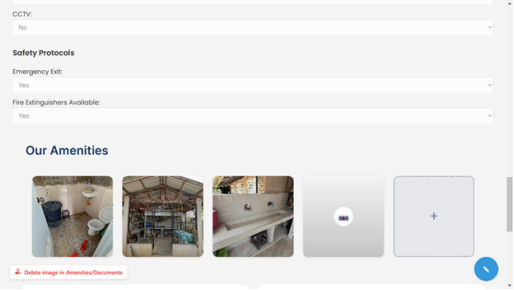 CCTV:
No
Safety Protocols
Emergency Exit:
Yes
Fire Extinguishers Available:
Yes
Our Amenities
+
Delete image in Amenities/Documents